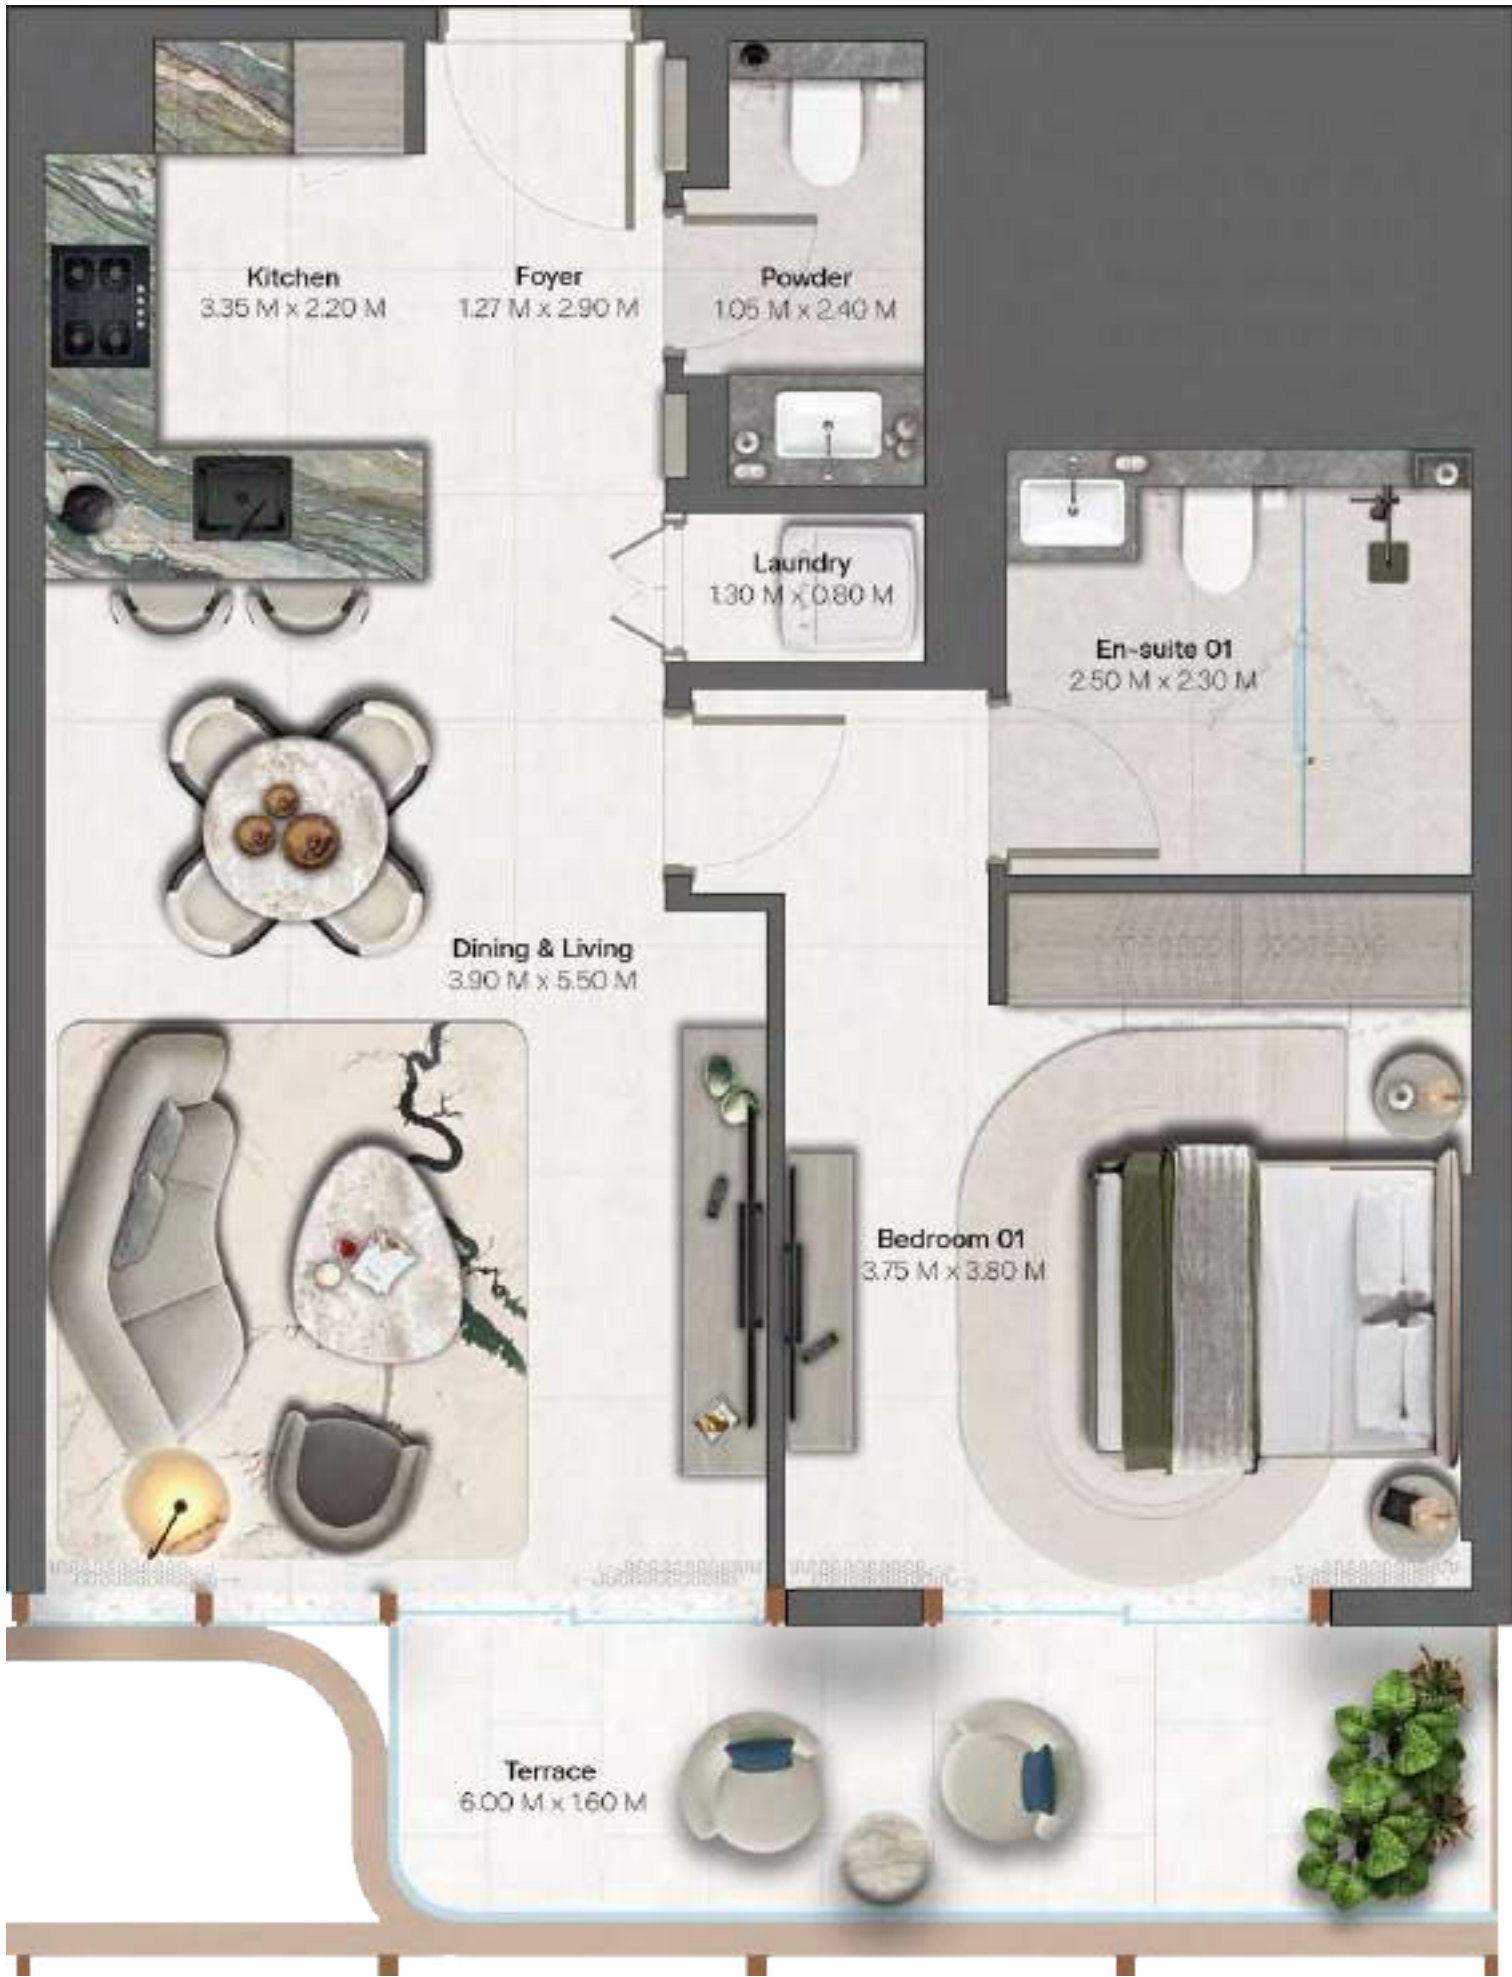 Kitchen
3.35 M x 2.20 M
Foyer
1.27 M x 2.90 M
Powder
1.05 M x 2.40 M
Laundry
1.30 M x 0.80 M
En-suite 01
2.50 M x 2.30 M
Dining & Living
3.90 M x 5.50 M
Bedroom 01
3.75 M x 3.80 M
Terrace
6.00 M x 1.60 M